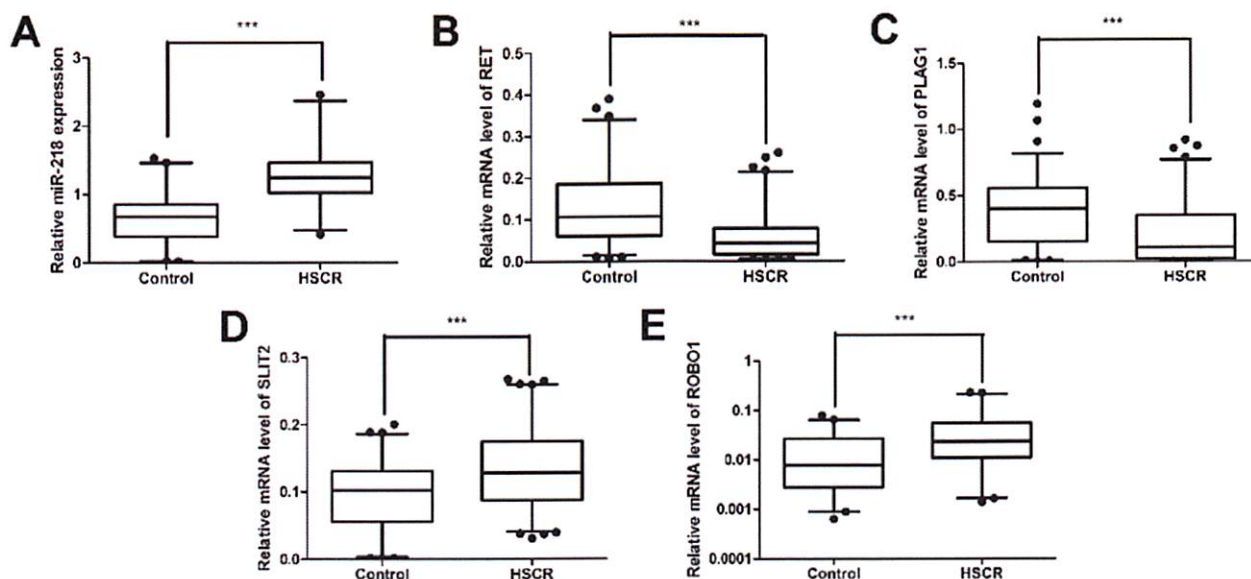 A
***
Relative miR-218 expression
3
2
1
0
Control HSCR
B
***
Relative mRNA level of RET
0.5
0.4
0.3
0.2
0.1
0.0
Control HSCR
C
***
Relative mRNA level of PLAG1
1.5
1.0
0.5
0.0
Control HSCR
D
***
Relative mRNA level of SLIT2
0.3
0.2
0.1
0.0
Control HSCR
E
***
Relative mRNA level of ROBO1
1
0.1
0.01
0.001
0.0001
Control HSCR